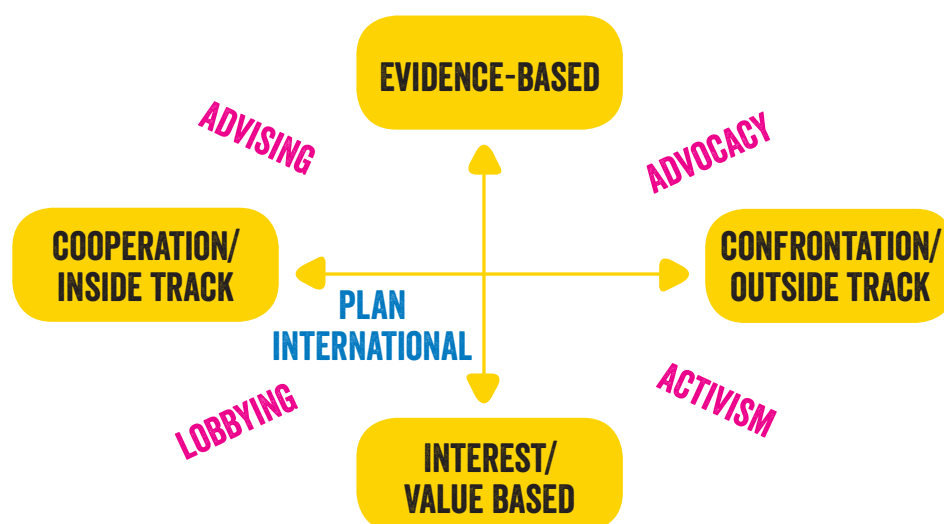 EVIDENCE-BASED
ADVISING
ADVOCACY
COOPERATION/
INSIDE TRACK
CONFRONTATION/
OUTSIDE TRACK
PLAN
INTERNATIONAL
LOBBYING
ACTIVISM
INTEREST/
VALUE BASED